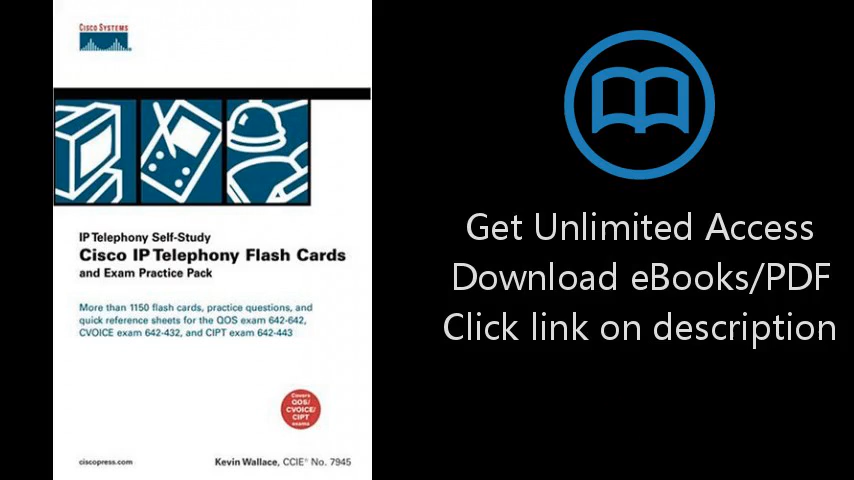 CISCO SYSTEMS
IP Telephony Self-Study
Cisco IP Telephony Flash Cards
and Exam Practice Pack
More than 1150 flash cards, practice questions, and
quick reference sheets for the QOS exam 642-642,
CVOICE exam 642-432, and CIPT exam 642-443
Covers
QOS/
CVOICE/
CIPT
exams
ciscopress.com
Kevin Wallace, CCIE® No. 7945
Get Unlimited Access
Download eBooks/PDF
Click link on description